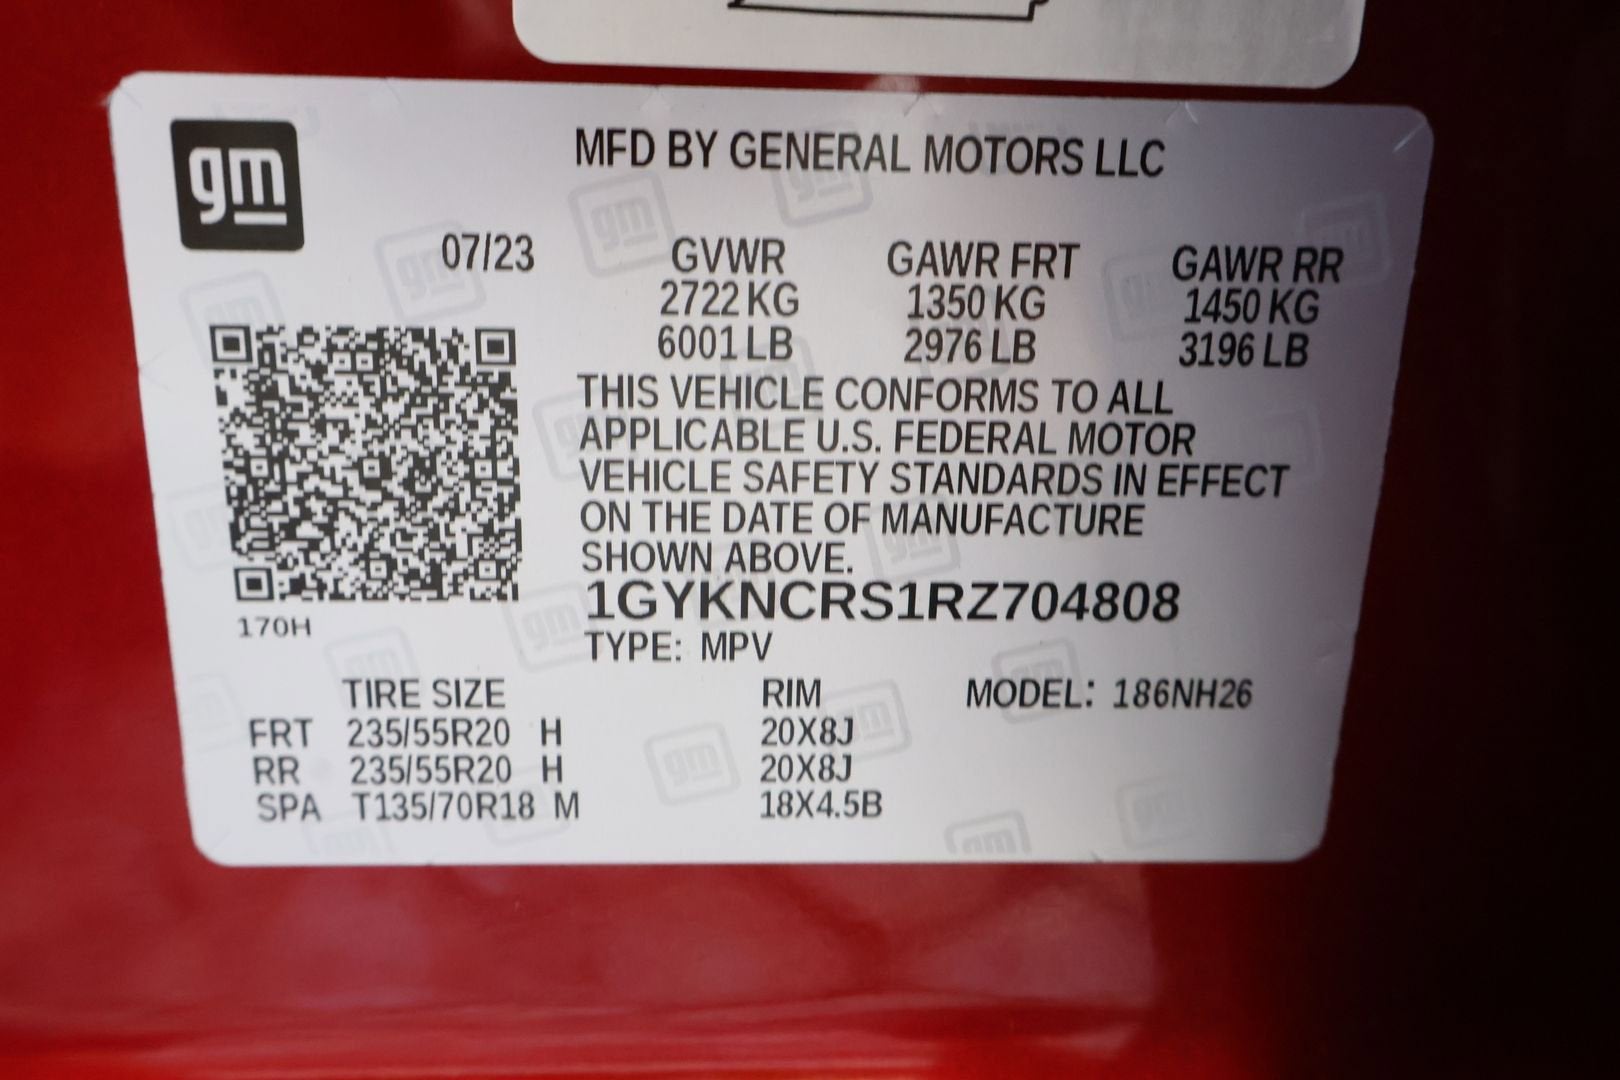 gm
MFD BY GENERAL MOTORS LLC
07/23 GVWR GAWR FRT GAWR RR
2722 KG 1350 KG 1450 KG
6001 LB 2976 LB 3196 LB
THIS VEHICLE CONFORMS TO ALL
APPLICABLE U.S. FEDERAL MOTOR
VEHICLE SAFETY STANDARDS IN EFFECT
ON THE DATE OF MANUFACTURE
SHOWN ABOVE.
1GYKNCRS1RZ704808
170H
TYPE: MPV
TIRE SIZE RIM MODEL: 186NH26
FRT 235/55R20 H 20X8J
RR 235/55R20 H 20X8J
SPA T135/70R18 M 18X4.5B